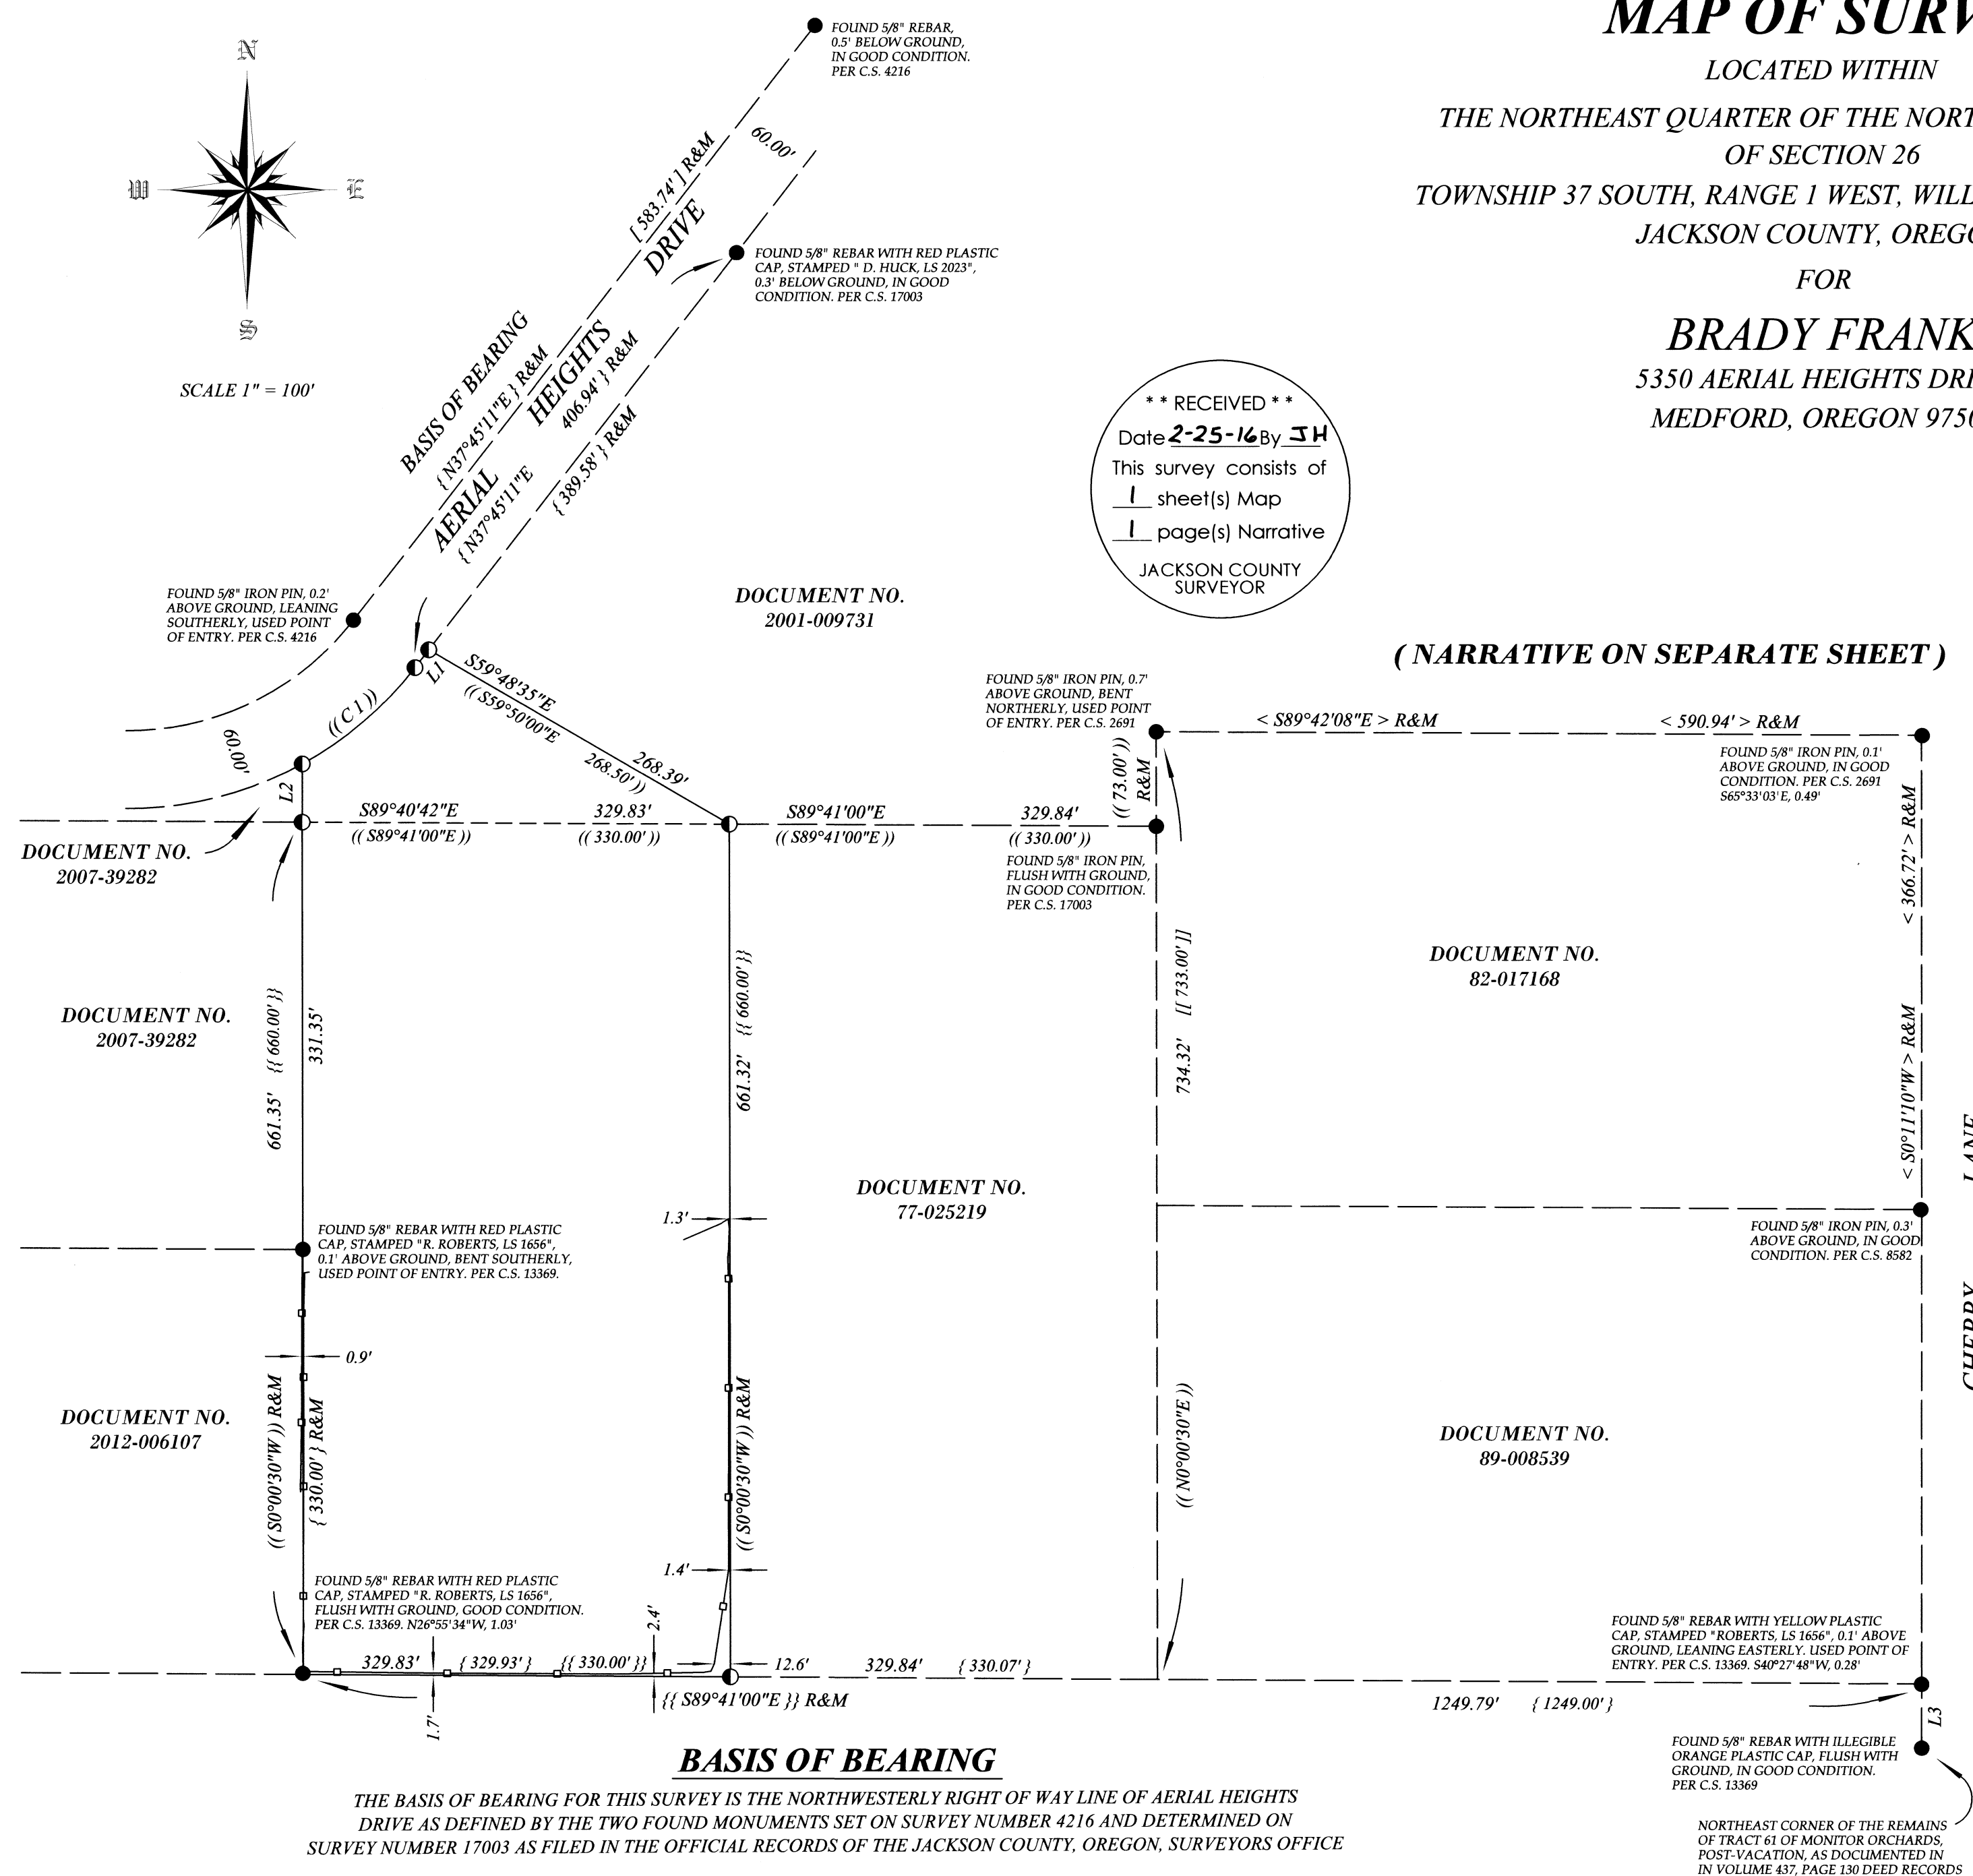 MAP OF SURV
LOCATED WITHIN
THE NORTHEAST QUARTER OF THE NORT
OF SECTION 26
TOWNSHIP 37 SOUTH, RANGE 1 WEST, WILL
JACKSON COUNTY, OREGO
FOR
BRADY FRANK
5350 AERIAL HEIGHTS DRI
MEDFORD, OREGON 9750
N
W
E
S
SCALE 1" = 100'
FOUND 5/8" REBAR,
0.5' BELOW GROUND,
IN GOOD CONDITION.
PER C.S. 4216
60.00'
[ 583.74' ] R&M
DRIVE
FOUND 5/8" REBAR WITH RED PLASTIC
CAP, STAMPED " D. HUCK, LS 2023",
0.3' BELOW GROUND, IN GOOD
CONDITION. PER C.S. 17003
BASIS OF BEARING
{ N37°45'11"E } R&M
HEIGHTS
406.94' } R&M
{ 389.58' } R&M
AERIAL
{ N37°45'11"E
* * RECEIVED * *
Date 2-25-16 By JH
This survey consists of
1 sheet(s) Map
1 page(s) Narrative
JACKSON COUNTY
SURVEYOR
FOUND 5/8" IRON PIN, 0.2'
ABOVE GROUND, LEANING
SOUTHERLY, USED POINT
OF ENTRY. PER C.S. 4216
DOCUMENT NO.
2001-009731
( NARRATIVE ON SEPARATE SHEET )
L1
(( C1 ))
60.00'
L2
S59°48'35"E
268.39'
(( S59°50'00"E
268.50' ))
FOUND 5/8" IRON PIN, 0.7'
ABOVE GROUND, BENT
NORTHERLY, USED POINT
OF ENTRY. PER C.S. 2691
(( 73.00' ))
R&M
< S89°42'08"E > R&M
< 590.94' > R&M
FOUND 5/8" IRON PIN, 0.1'
ABOVE GROUND, IN GOOD
CONDITION. PER C.S. 2691
S65°33'03'E, 0.49'
S89°40'42"E
329.83'
S89°41'00"E
329.84'
(( S89°41'00"E ))
(( 330.00' ))
(( S89°41'00"E ))
(( 330.00' ))
DOCUMENT NO.
2007-39282
FOUND 5/8" IRON PIN,
FLUSH WITH GROUND,
IN GOOD CONDITION.
PER C.S. 17003
< 366.72' > R&M
DOCUMENT NO.
82-017168
DOCUMENT NO.
2007-39282
661.35' {{ 660.00' }}
331.35'
661.32' {{ 660.00' }}
734.32' [[ 733.00' ]]
< S0°11'10"W > R&M
CHERRY LANE
DOCUMENT NO.
77-025219
1.3'
FOUND 5/8" REBAR WITH RED PLASTIC
CAP, STAMPED "R. ROBERTS, LS 1656",
0.1' ABOVE GROUND, BENT SOUTHERLY,
USED POINT OF ENTRY. PER C.S. 13369.
FOUND 5/8" IRON PIN, 0.3'
ABOVE GROUND, IN GOOD
CONDITION. PER C.S. 8582
0.9'
DOCUMENT NO.
2012-006107
(( S0°00'30"W )) R&M
{ 330.00' } R&M
(( S0°00'30"W )) R&M
(( N0°00'30"E ))
DOCUMENT NO.
89-008539
1.4'
FOUND 5/8" REBAR WITH RED PLASTIC
CAP, STAMPED "R. ROBERTS, LS 1656",
FLUSH WITH GROUND, GOOD CONDITION.
PER C.S. 13369. N26°55'34"W, 1.03'
2.4'
FOUND 5/8" REBAR WITH YELLOW PLASTIC
CAP, STAMPED "ROBERTS, LS 1656", 0.1' ABOVE
GROUND, LEANING EASTERLY. USED POINT OF
ENTRY. PER C.S. 13369. S40°27'48"W, 0.28'
329.83'
{ 329.93' }
{{ 330.00' }}
12.6'
329.84'
{ 330.07' }
{{ S89°41'00"E }} R&M
1.7'
1249.79'
{ 1249.00' }
L3
FOUND 5/8" REBAR WITH ILLEGIBLE
ORANGE PLASTIC CAP, FLUSH WITH
GROUND, IN GOOD CONDITION.
PER C.S. 13369
NORTHEAST CORNER OF THE REMAINS
OF TRACT 61 OF MONITOR ORCHARDS,
POST-VACATION, AS DOCUMENTED IN
IN VOLUME 437, PAGE 130 DEED RECORDS
BASIS OF BEARING
THE BASIS OF BEARING FOR THIS SURVEY IS THE NORTHWESTERLY RIGHT OF WAY LINE OF AERIAL HEIGHTS
DRIVE AS DEFINED BY THE TWO FOUND MONUMENTS SET ON SURVEY NUMBER 4216 AND DETERMINED ON
SURVEY NUMBER 17003 AS FILED IN THE OFFICIAL RECORDS OF THE JACKSON COUNTY, OREGON, SURVEYORS OFFICE